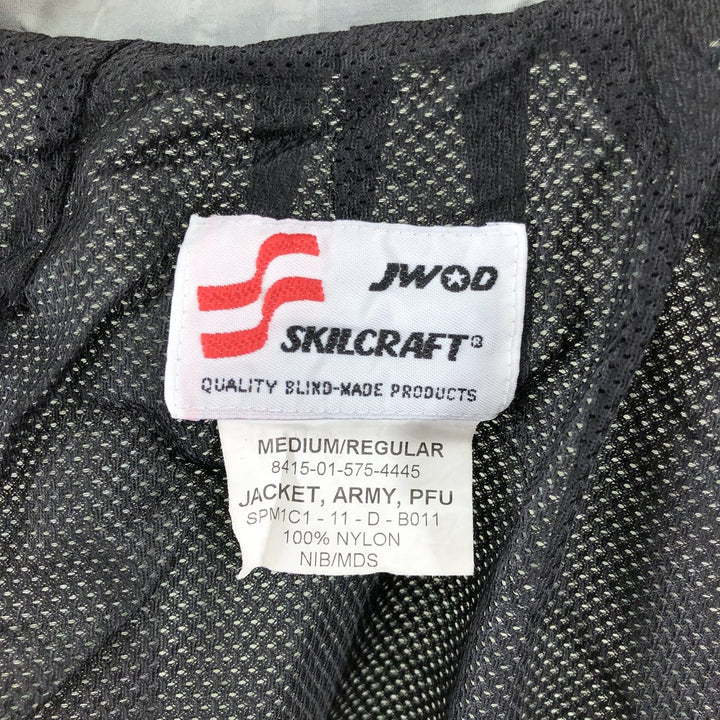 JWOD
SKILCRAFT®
QUALITY BLIND-MADE PRODUCTS
MEDIUM/REGULAR
8415-01-575-4445
JACKET, ARMY, PFU
SPM1C1 - 11 - D - B011
100% NYLON
NIB/MDS